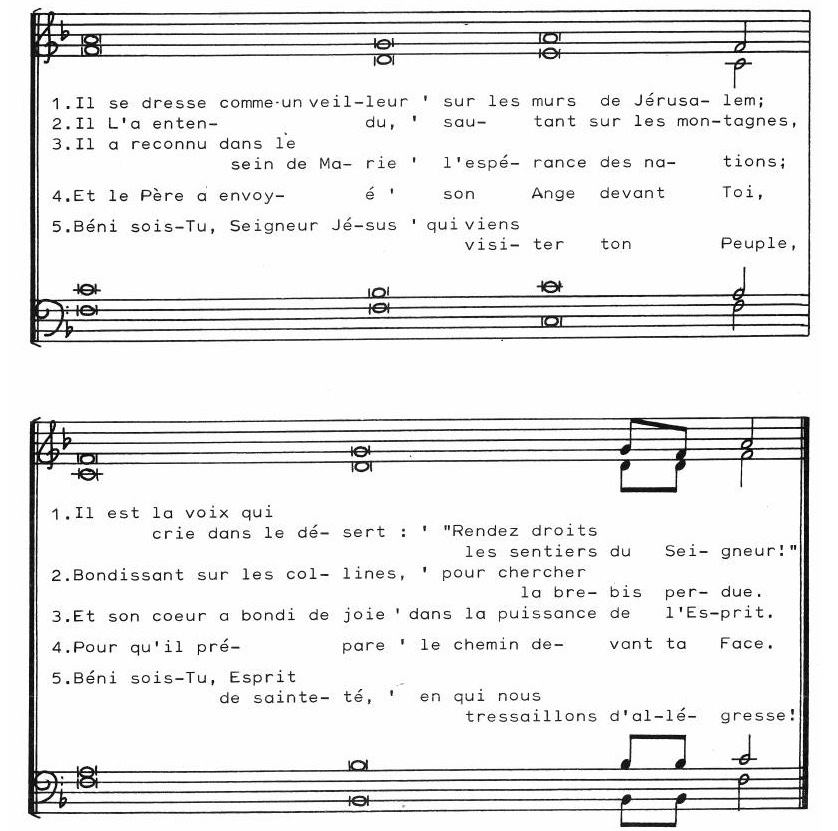 1.Il se dresse comme un veil-leur ' sur les murs de Jérusa- lem;
2.Il L'a enten- du, ' sau- tant sur les mon-tagnes,
3.Il a reconnu dans le
sein de Ma- rie ' l'espé- rance des na- tions;
4.Et le Père a envoy- é ' son Ange devant Toi,
5.Béni sois-Tu, Seigneur Jé-sus ' qui viens
visi- ter ton Peuple,
1.Il est la voix qui
crie dans le dé- sert : ' "Rendez droits
les sentiers du Sei- gneur!"
2.Bondissant sur les col- lines, ' pour chercher
la bre- bis per- due.
3.Et son coeur a bondi de joie ' dans la puissance de l'Es-prit.
4.Pour qu'il pré- pare ' le chemin de- vant ta Face.
5.Béni sois-Tu, Esprit
de sainte- té, ' en qui nous
tressaillons d'al-lé- gresse!